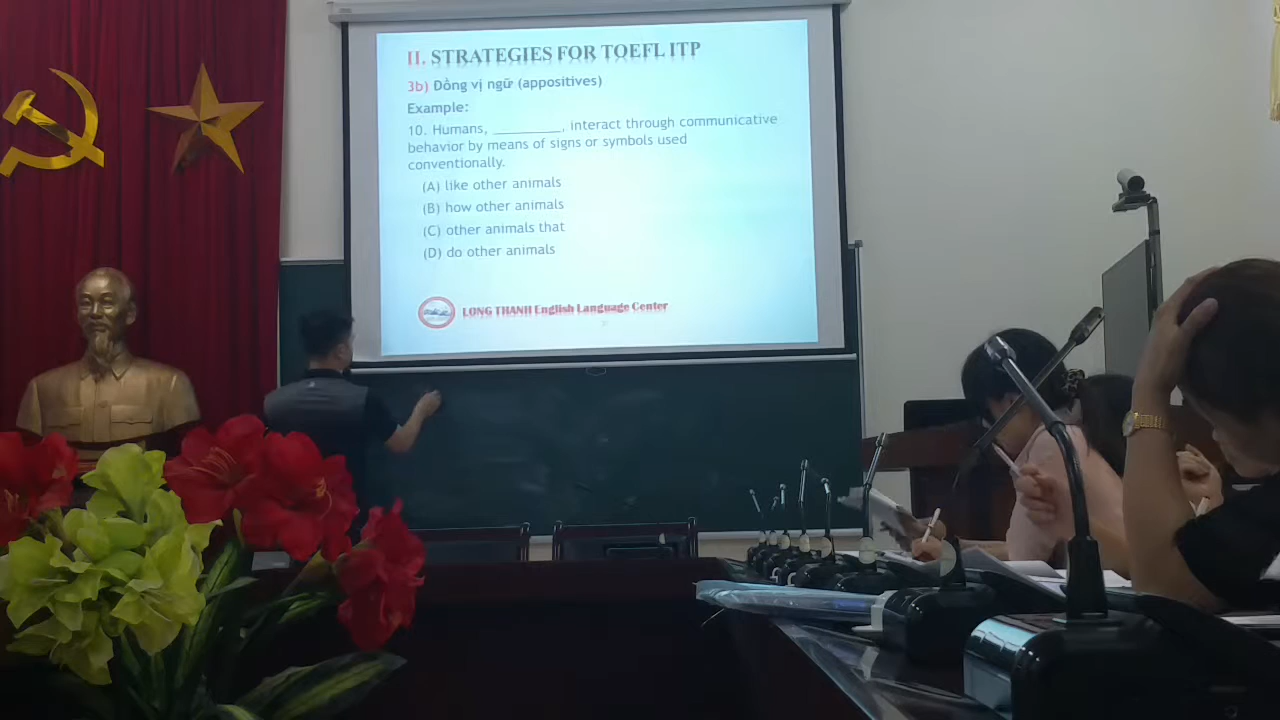 II. STRATEGIES FOR TOEFL ITP
3b) Đồng vị ngữ (appositives)
Example:
10. Humans, _________, interact through communicative
behavior by means of signs or symbols used
conventionally.
(A) like other animals
(B) how other animals
(C) other animals that
(D) do other animals
LONG THANH English Language Center